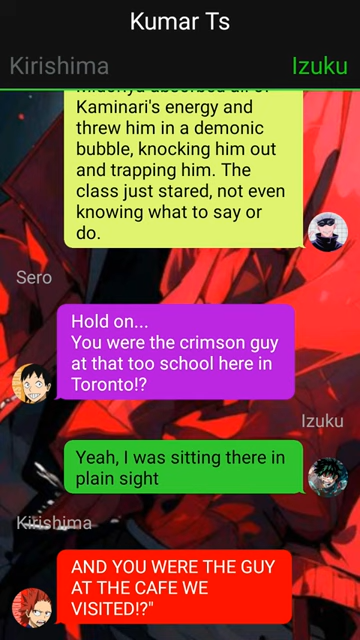 Kumar Ts
Kirishima
Izuku
Kaminari's energy and
threw him in a demonic
bubble, knocking him out
and trapping him. The
class just stared, not even
knowing what to say or
do.
Sero
Hold on...
You were the crimson guy
at that too school here in
Toronto!?
Izuku
Yeah, I was sitting there in
plain sight
Kirishima
AND YOU WERE THE GUY
AT THE CAFE WE
VISITED!?"